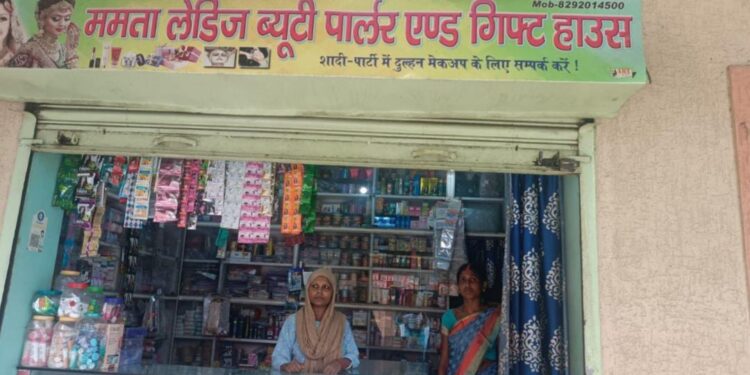 Mob-8292014500
ममता लेडिज ब्यूटी पार्लर एण्ड गिफ्ट हाउस
शादी-पार्टी में दुल्हन मेकअप के लिए सम्पर्क करें !